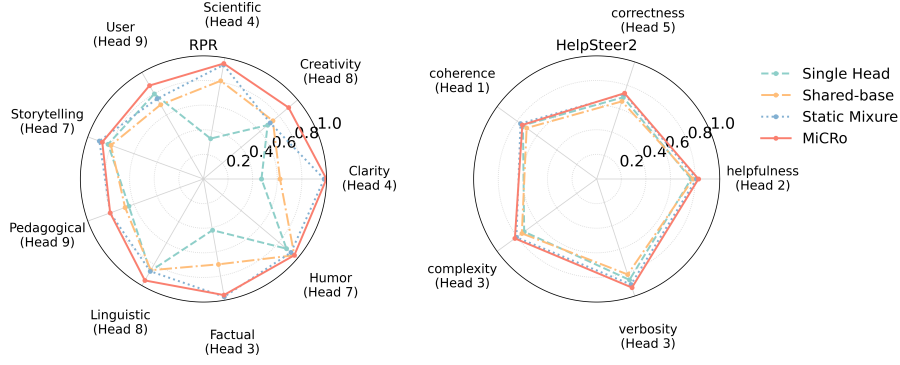 Scientific
(Head 4)
User
(Head 9)
RPR
Creativity
(Head 8)
Storytelling
(Head 7)
0.2
0.4
0.6
0.8
1.0
Clarity
(Head 4)
Pedagogical
(Head 9)
Humor
(Head 7)
Linguistic
(Head 8)
Factual
(Head 3)
correctness
(Head 5)
HelpSteer2
coherence
(Head 1)
0.2
0.4
0.6
0.8
1.0
helpfulness
(Head 2)
complexity
(Head 3)
verbosity
(Head 3)
Single Head
Shared-base
Static Mixure
MiCRo